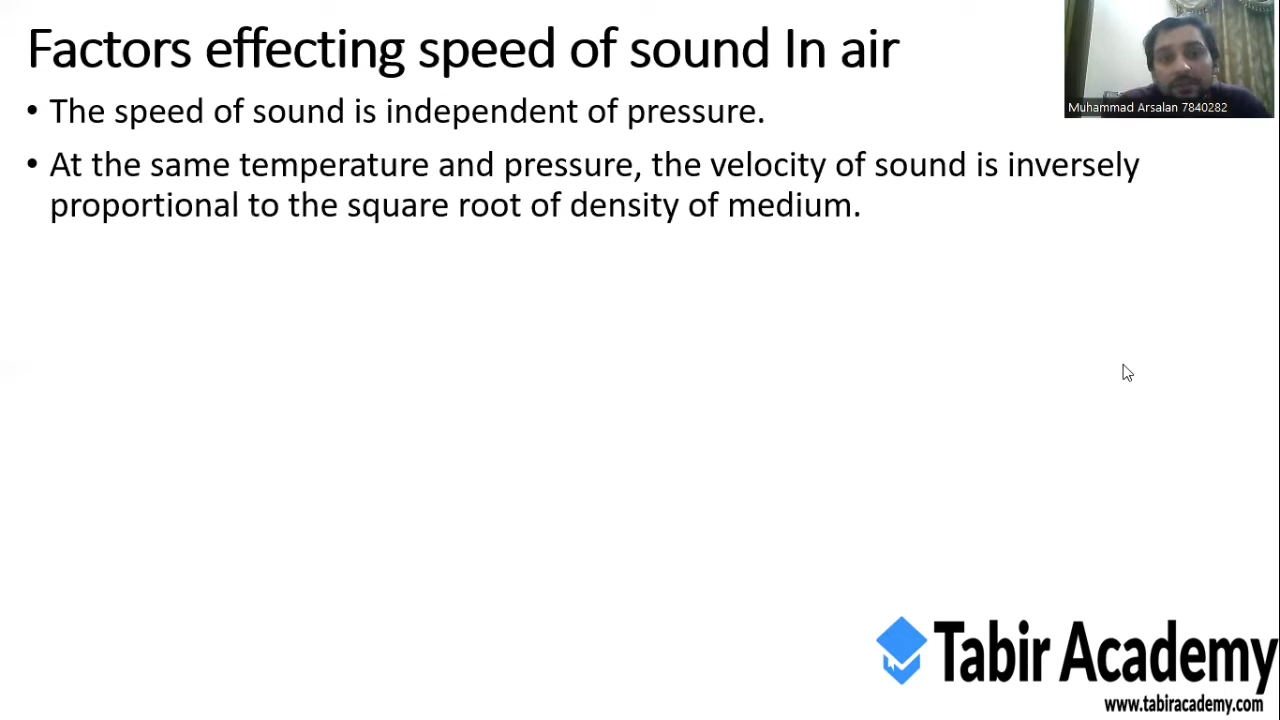 Factors effecting speed of sound In air
Muhammad Arsalan 7840282
• The speed of sound is independent of pressure.
• At the same temperature and pressure, the velocity of sound is inversely
proportional to the square root of density of medium.
Tabir Academy
www.tabiracademy.com